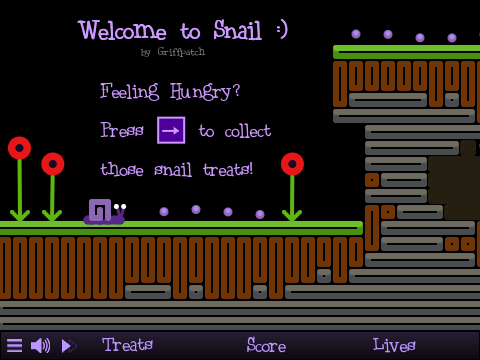 Welcome to Snail :)
by Griffpatch
Feeling Hungry?
Press → to collect
those snail treats!
Treats Score Lives